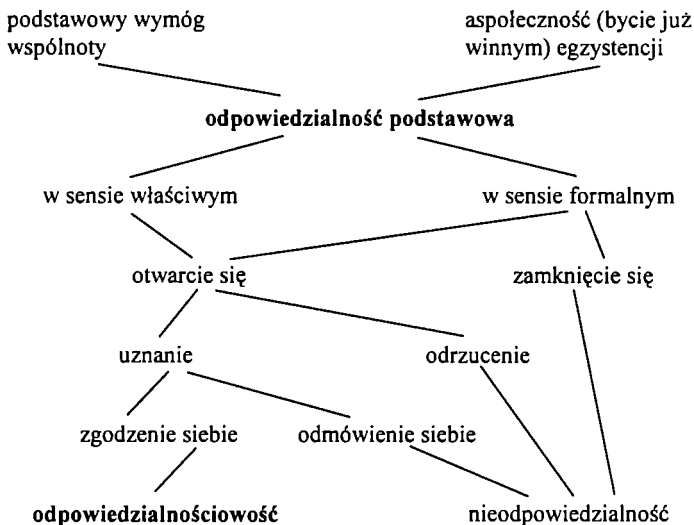 podstawowy wymóg
wspólnoty
aspołeczność (bycie już
winnym) egzystencji
odpowiedzialność podstawowa
w sensie właściwym
w sensie formalnym
otwarcie się
zamknięcie się
uznanie
odrzucenie
zgodzenie siebie
odmówienie siebie
odpowiedzialnościowość
nieodpowiedzialność